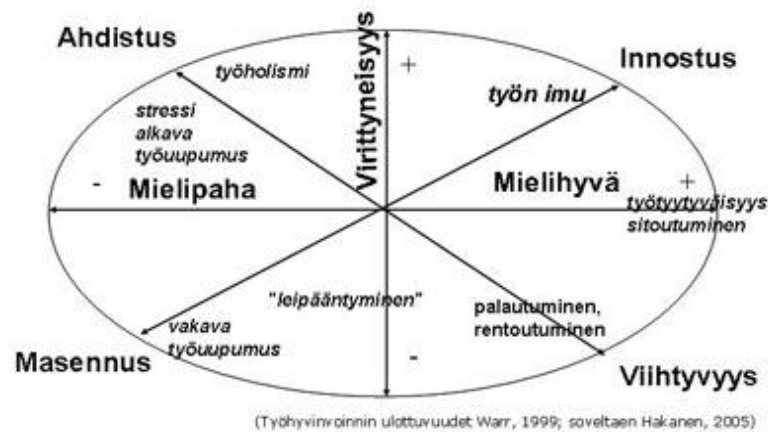 Ahdistus
työholismi
Virittyneisyys
+
Innostus
työn imu
stressi
alkava
työuupumus
-
Mielipaha
Mielihyvä
+
työtyytyväisyys
sitoutuminen
"leipääntyminen"
palautuminen,
rentoutuminen
vakava
työuupumus
-
Masennus
Viihtyvyys
(Työhyvinvoinnin ulottuvuudet Warr, 1999; soveltaen Hakanen, 2005)